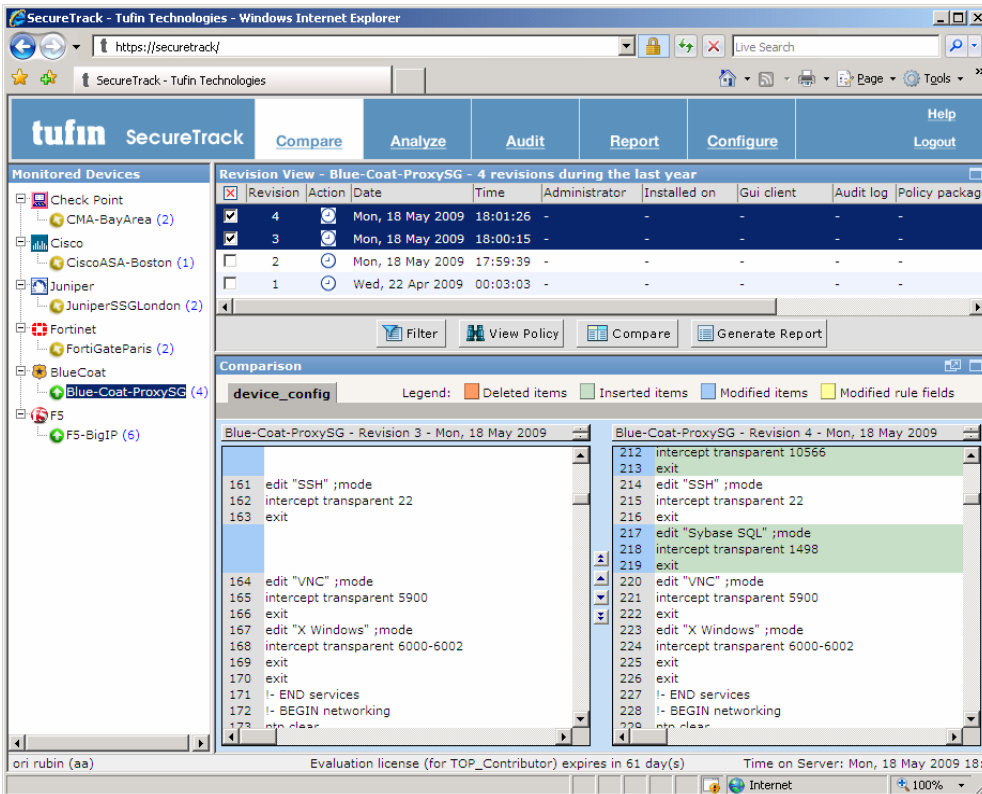 SecureTrack - Tufin Technologies - Windows Internet Explorer
https://securetrack/
Live Search
SecureTrack - Tufin Technologies
Page
Tools
tufin SecureTrack
Compare
Analyze
Audit
Report
Configure
Help
Logout
Monitored Devices
Check Point
CMA-BayArea (2)
Cisco
CiscoASA-Boston (1)
Juniper
JuniperSSGLondon (2)
Fortinet
FortiGateParis (2)
BlueCoat
Blue-Coat-ProxySG (4)
F5
F5-BigIP (6)
Revision View - Blue-Coat-ProxySG - 4 revisions during the last year
Revision Action Date Time Administrator Installed on Gui client Audit log Policy packag
4 Mon, 18 May 2009 18:01:26 - - - - -
3 Mon, 18 May 2009 18:00:15 - - - - -
2 Mon, 18 May 2009 17:59:39 - - - - -
1 Wed, 22 Apr 2009 00:03:03 - - - - -
Filter
View Policy
Compare
Generate Report
Comparison
device_config
Legend: Deleted items Inserted items Modified items Modified rule fields
Blue-Coat-ProxySG - Revision 3 - Mon, 18 May 2009
161 edit "SSH" ;mode
162 intercept transparent 22
163 exit
164 edit "VNC" ;mode
165 intercept transparent 5900
166 exit
167 edit "X Windows" ;mode
168 intercept transparent 6000-6002
169 exit
170 exit
171 !- END services
172 !- BEGIN networking
173 ntp clear
Blue-Coat-ProxySG - Revision 4 - Mon, 18 May 2009
212 intercept transparent 10566
213 exit
214 edit "SSH" ;mode
215 intercept transparent 22
216 exit
217 edit "Sybase SQL" ;mode
218 intercept transparent 1498
219 exit
220 edit "VNC" ;mode
221 intercept transparent 5900
222 exit
223 edit "X Windows" ;mode
224 intercept transparent 6000-6002
225 exit
226 exit
227 !- END services
228 !- BEGIN networking
229 ntp clear
ori rubin (aa)
Evaluation license (for TOP_Contributor) expires in 61 day(s)
Time on Server: Mon, 18 May 2009 18:
Internet
100%